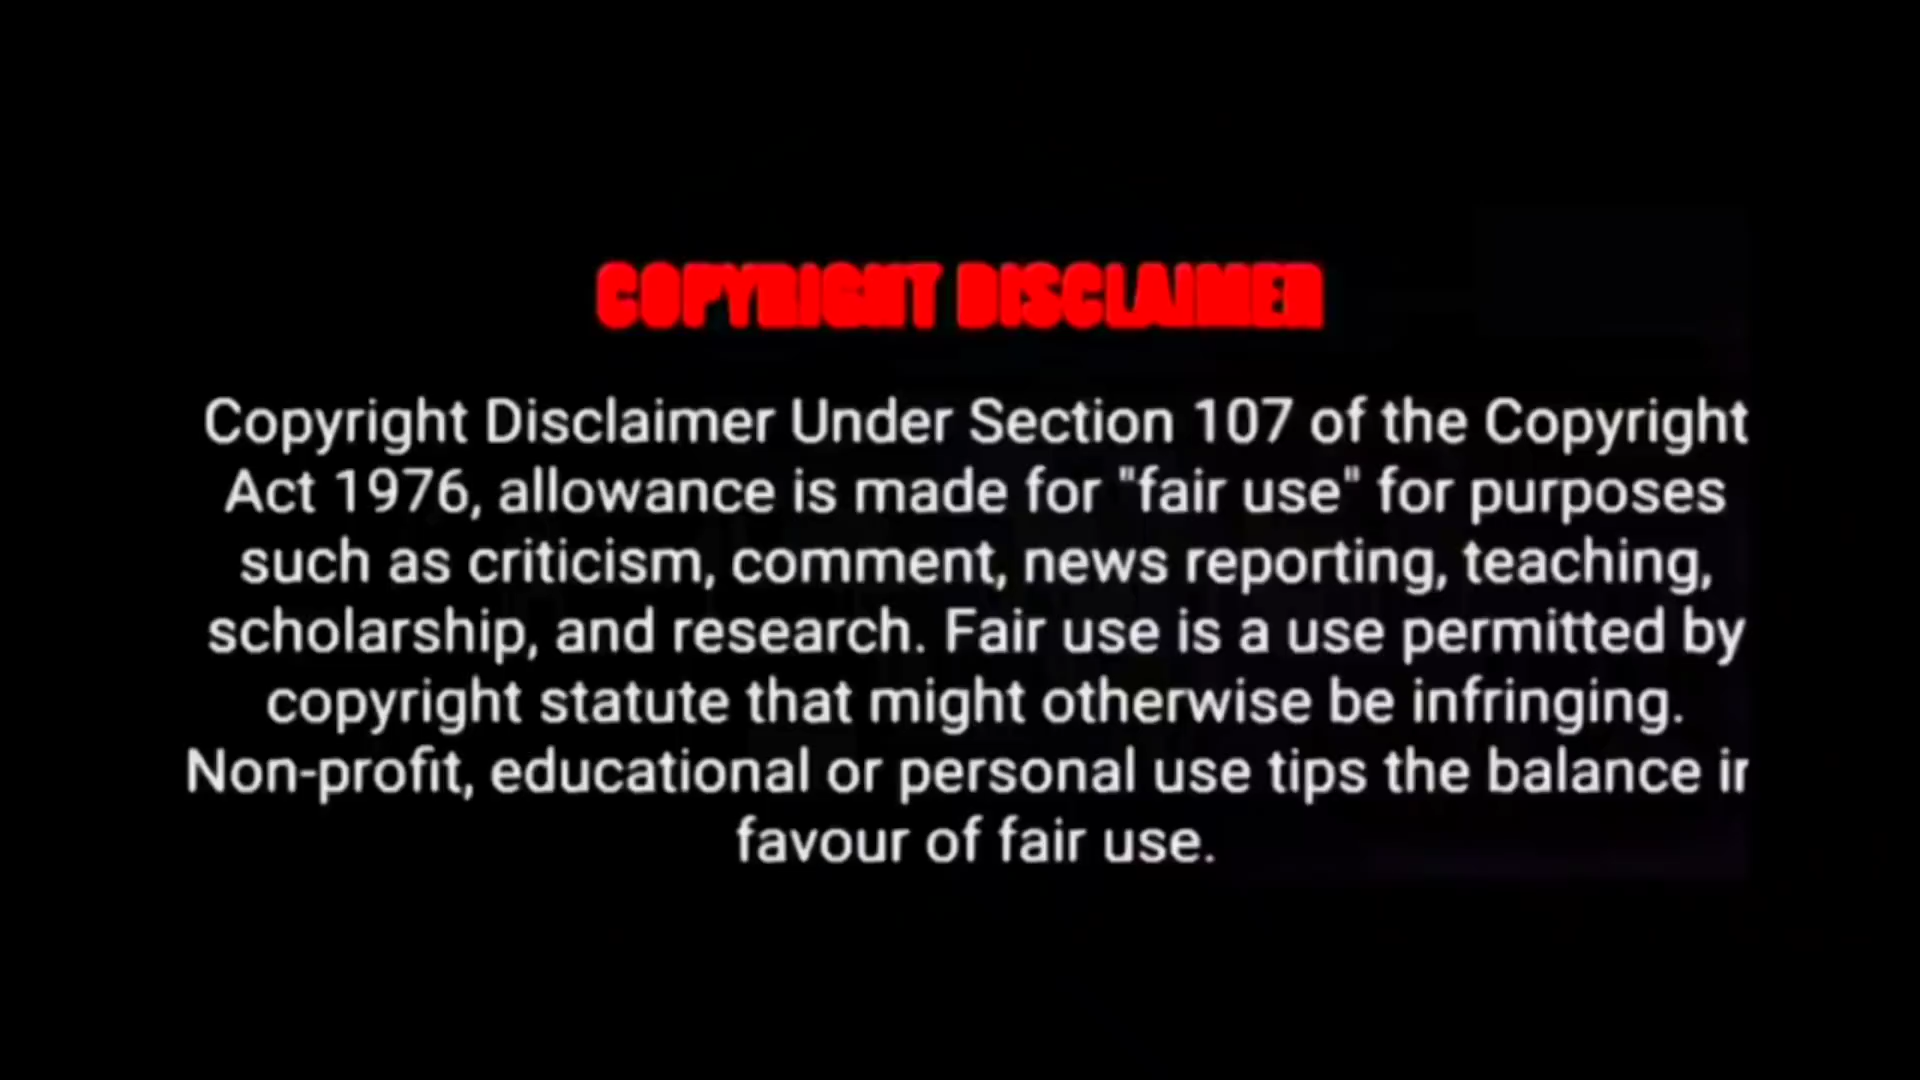 COPYRIGHT DISCLAIMER
Copyright Disclaimer Under Section 107 of the Copyright
Act 1976, allowance is made for "fair use" for purposes
such as criticism, comment, news reporting, teaching,
scholarship, and research. Fair use is a use permitted by
copyright statute that might otherwise be infringing.
Non-profit, educational or personal use tips the balance
favour of fair use.